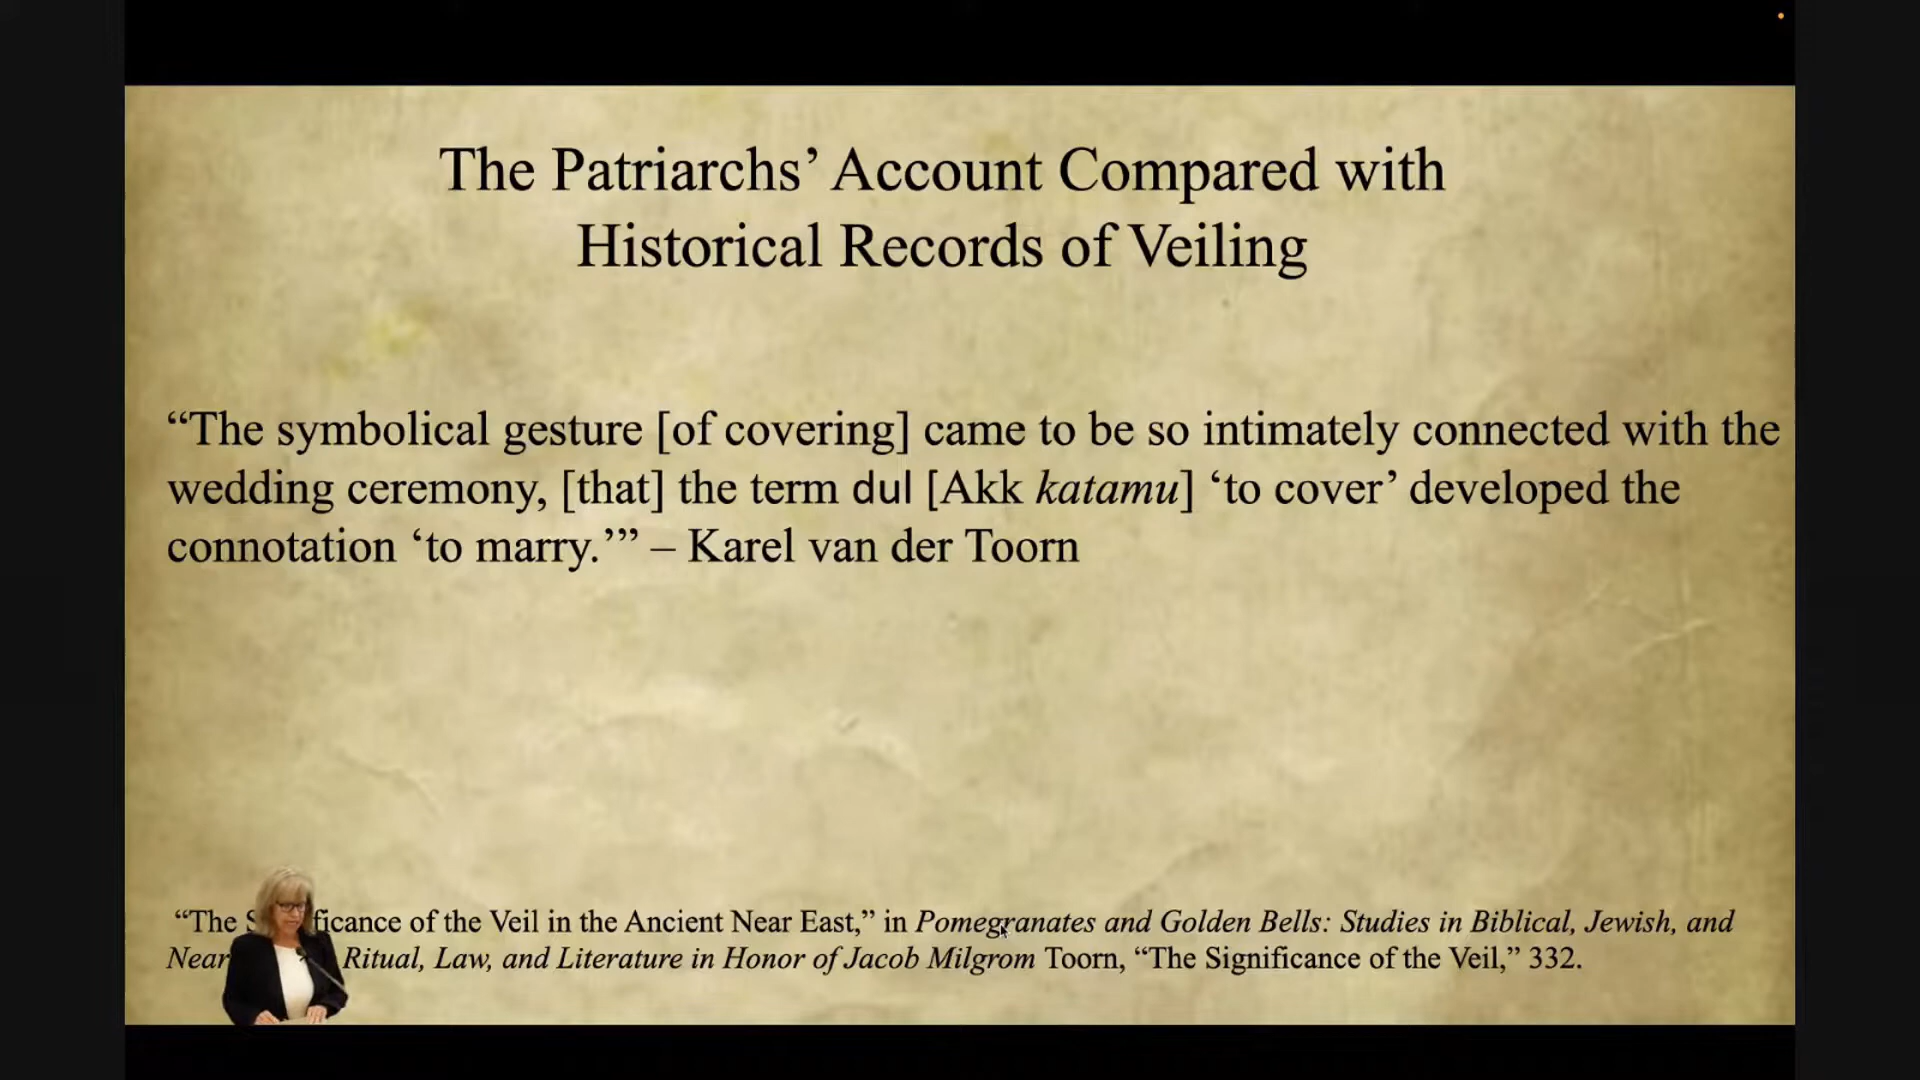 The Patriarchs’ Account Compared with
Historical Records of Veiling
“The symbolical gesture [of covering] came to be so intimately connected with the
wedding ceremony, [that] the term dul [Akk katamu] ‘to cover’ developed the
connotation ‘to marry.’” – Karel van der Toorn
“The ficance of the Veil in the Ancient Near East,” in Pomegranates and Golden Bells: Studies in Biblical, Jewish, and
Near Ritual, Law, and Literature in Honor of Jacob Milgrom Toorn, “The Significance of the Veil,” 332.